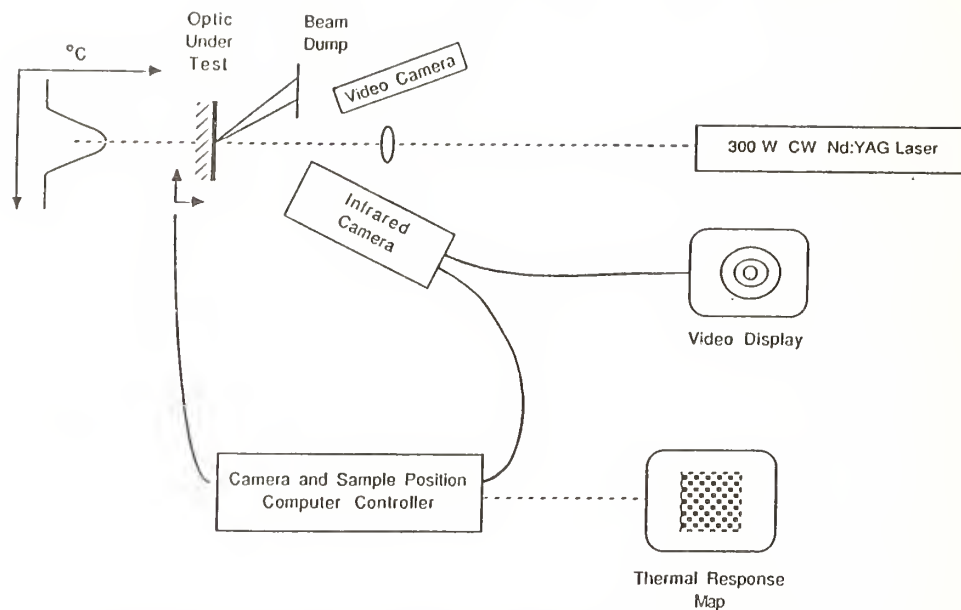 Optic
Under
Test
Beam
Dump
°C
Video Camera
300 W CW Nd:YAG Laser
Infrared
Camera
Video Display
Camera and Sample Position
Computer Controller
Thermal Response
Map